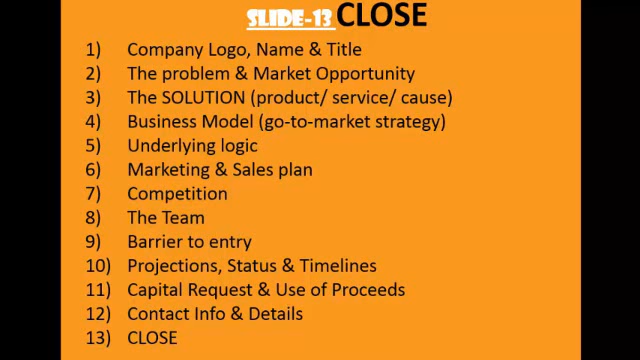 SLIDE-13 CLOSE
1) Company Logo, Name & Title
2) The problem & Market Opportunity
3) The SOLUTION (product/ service/ cause)
4) Business Model (go-to-market strategy)
5) Underlying logic
6) Marketing & Sales plan
7) Competition
8) The Team
9) Barrier to entry
10) Projections, Status & Timelines
11) Capital Request & Use of Proceeds
12) Contact Info & Details
13) CLOSE